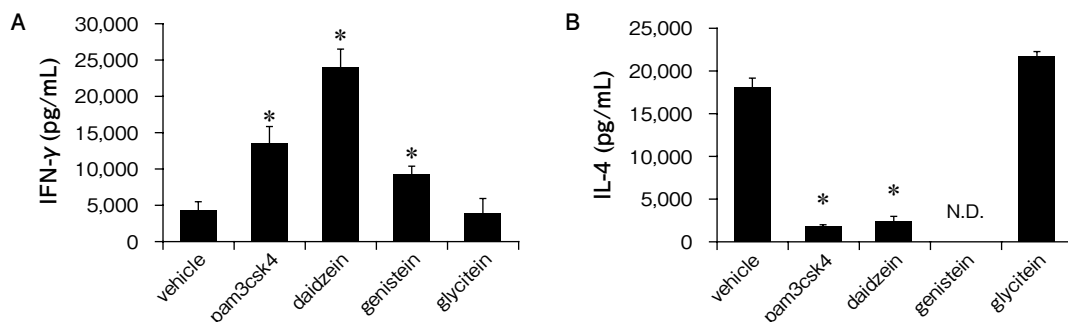 A
IFN-γ (pg/mL)
30,000
25,000
20,000
15,000
10,000
5,000
0
*
*
*
vehicle
pam3csk4
daidzein
genistein
glycitein
B
IL-4 (pg/mL)
25,000
20,000
15,000
10,000
5,000
0
*
*
N.D.
vehicle
pam3csk4
daidzein
genistein
glycitein